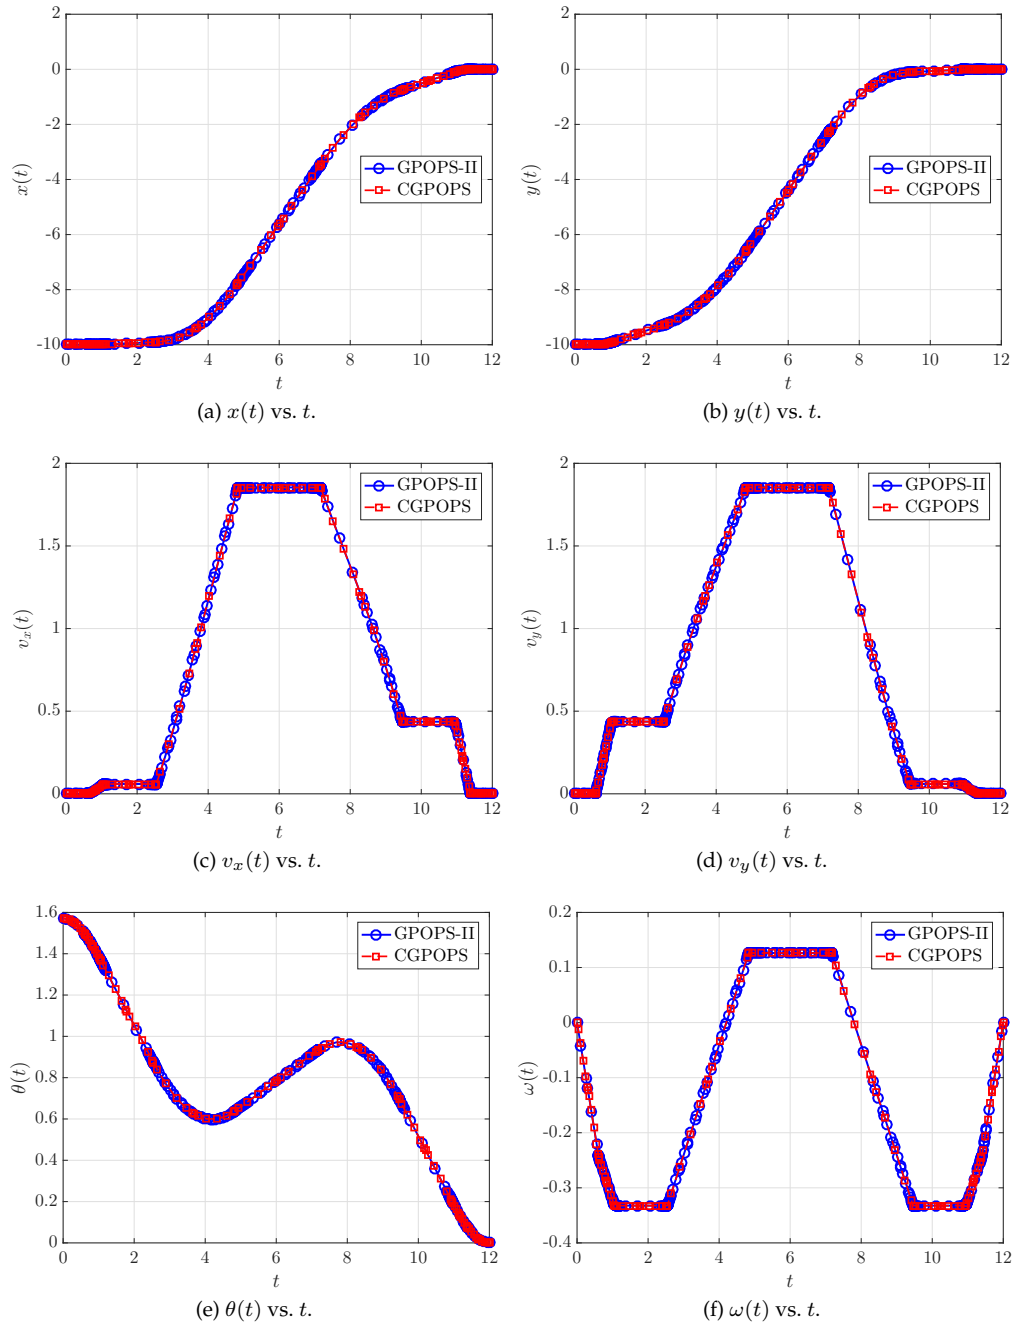 2
0
-2
-4
-6
-8
-10
x(t)
GPOPS-II
CGPOPS
0 2 4 6 8 10 12
t
(a) x(t) vs. t.
2
0
-2
-4
-6
-8
-10
y(t)
GPOPS-II
CGPOPS
0 2 4 6 8 10 12
t
(b) y(t) vs. t.
2
1.5
1
0.5
0
v_x(t)
GPOPS-II
CGPOPS
0 2 4 6 8 10 12
t
(c) v_x(t) vs. t.
2
1.5
1
0.5
0
v_y(t)
GPOPS-II
CGPOPS
0 2 4 6 8 10 12
t
(d) v_y(t) vs. t.
1.6
1.4
1.2
1
0.8
0.6
0.4
0.2
0
θ(t)
GPOPS-II
CGPOPS
0 2 4 6 8 10 12
t
(e) θ(t) vs. t.
0.2
0.1
0
-0.1
-0.2
-0.3
-0.4
ω(t)
GPOPS-II
CGPOPS
0 2 4 6 8 10 12
t
(f) ω(t) vs. t.